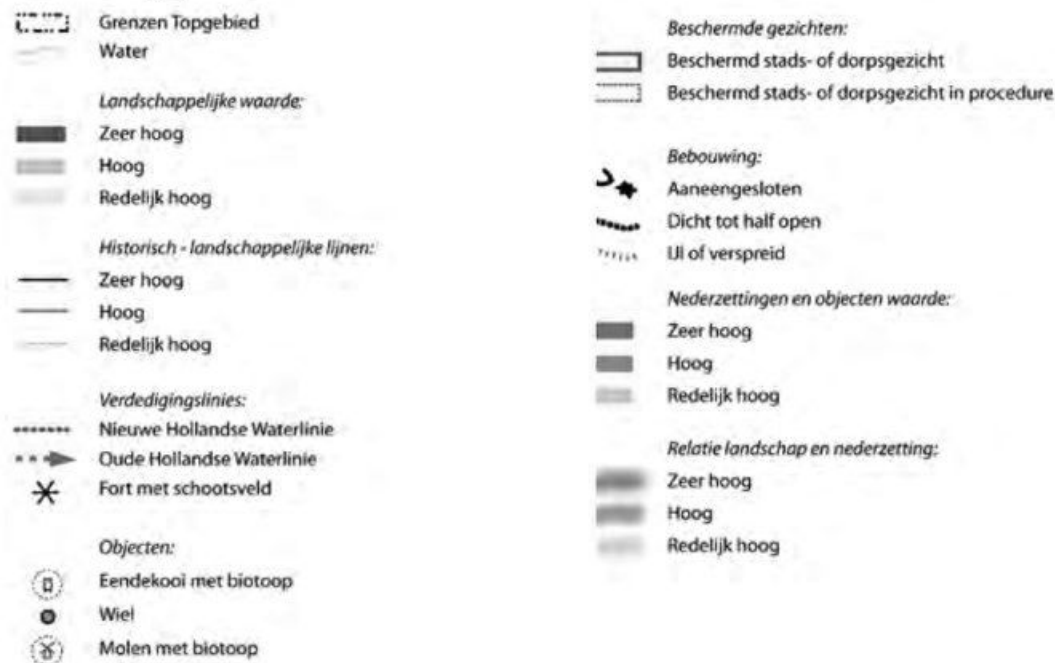 Grenzen Topgebied
Water
Landschappelijke waarde:
Zeer hoog
Hoog
Redelijk hoog
Historisch - landschappelijke lijnen:
Zeer hoog
Hoog
Redelijk hoog
Verdedigingslinies:
Nieuwe Hollandse Waterlinie
Oude Hollandse Waterlinie
Fort met schootsveld
Objecten:
Eendekooi met biotoop
Wiel
Molen met biotoop
Beschermde gezichten:
Beschermd stads- of dorpsgezicht
Beschermd stads- of dorpsgezicht in procedure
Bebouwing:
Aaneengesloten
Dicht tot half open
IJl of verspreid
Nederzettingen en objecten waarde:
Zeer hoog
Hoog
Redelijk hoog
Relatie landschap en nederzetting:
Zeer hoog
Hoog
Redelijk hoog